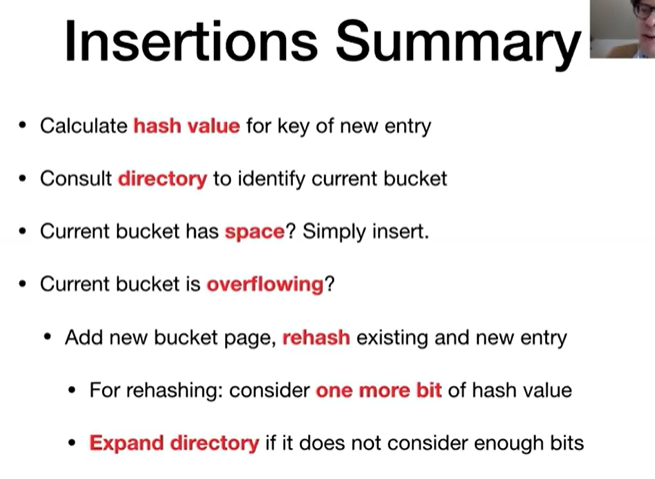 Insertions Summary
• Calculate hash value for key of new entry
• Consult directory to identify current bucket
• Current bucket has space? Simply insert.
• Current bucket is overflowing?
• Add new bucket page, rehash existing and new entry
• For rehashing: consider one more bit of hash value
• Expand directory if it does not consider enough bits